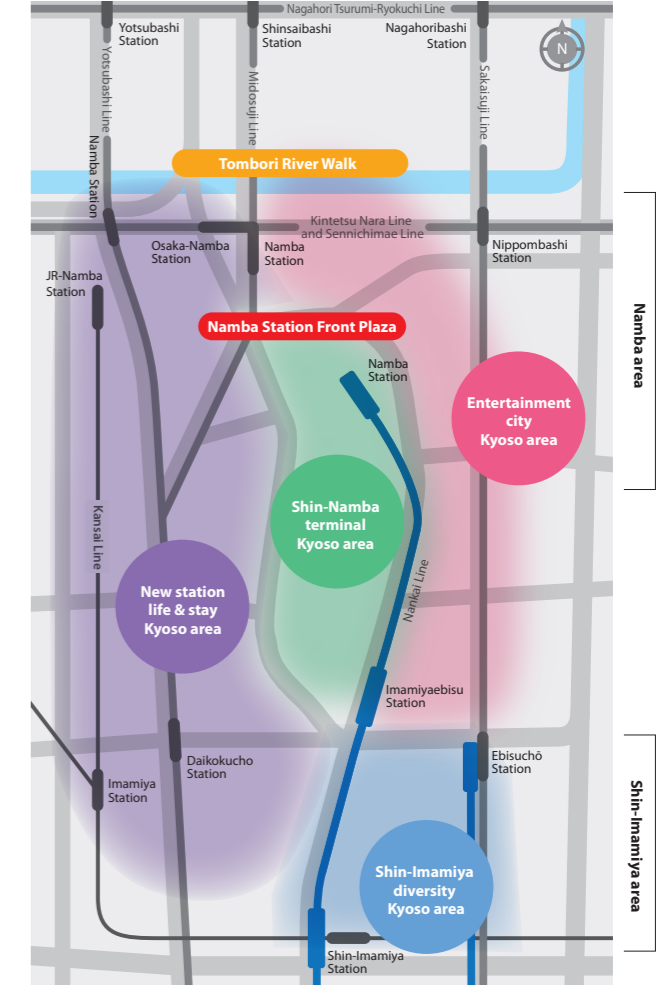 Nagahori Tsurumi-Ryokuchi Line
Yotsubashi
Station
Shinsaibashi
Station
Nagahoribashi
Station
N
Yotsubashi Line
Midosuji Line
Sakaisuji Line
Tombori River Walk
Namba Station
Kintetsu Nara Line
and Sennichimae Line
Osaka-Namba
Station
Namba
Station
Nippombashi
Station
JR-Namba
Station
Namba Station Front Plaza
Namba
Station
Namba area
Entertainment
city
Kyoso area
Shin-Namba
terminal
Kyoso area
Kansai Line
Nankai Line
New station
life & stay
Kyoso area
Imamiyaebisu
Station
Daikokucho
Station
Ebisuchō
Station
Imamiya
Station
Shin-Imamiya area
Shin-Imamiya
diversity
Kyoso area
Shin-Imamiya
Station